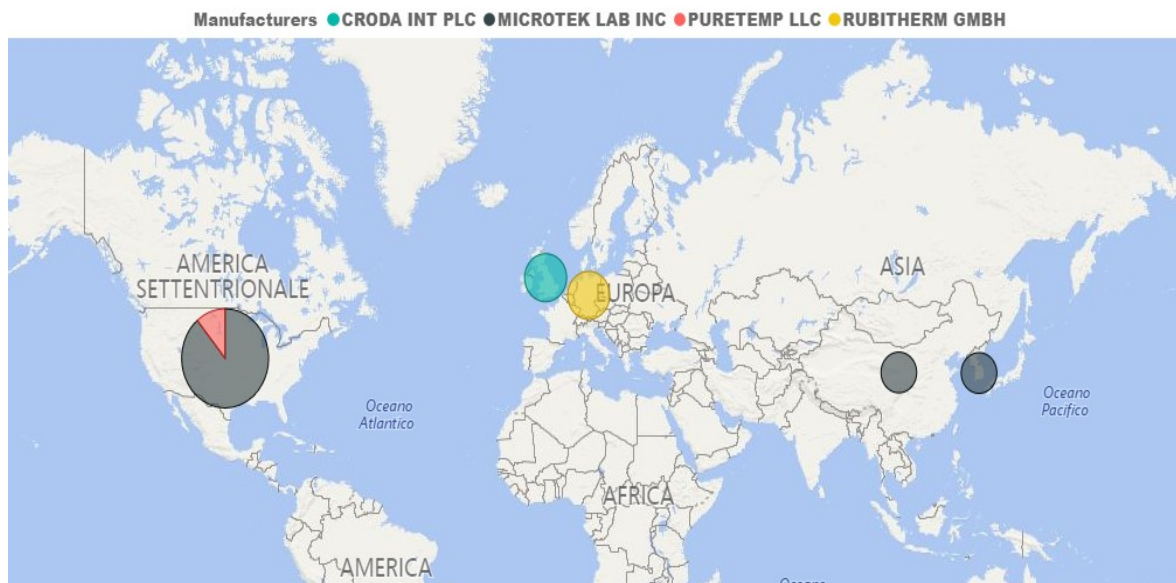 Manufacturers CRODA INT PLC MICROTEK LAB INC PURETEMP LLC RUBITHERM GMBH
AMERICA
SETTENTRIONALE
EUROPA
ASIA
Oceano
Atlantico
Oceano
Pacifico
AFRICA
AMERICA
Oceano